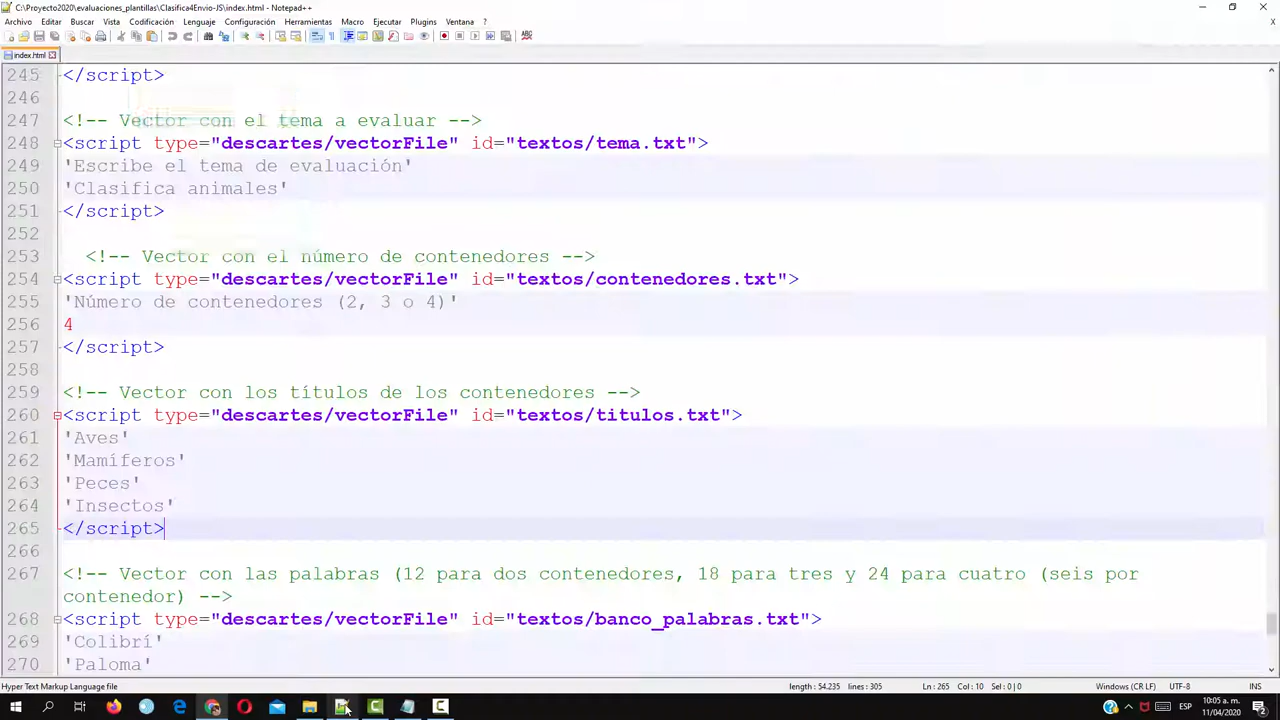 C:\Proyecto2020\evaluaciones_plantillas\Clasifica4Envio-JS\index.html - Notepad++
Archivo Editar Buscar Vista Codificación Lenguaje Configuración Herramientas Macro Ejecutar Plugins Ventana ?
index.html
245 </script>
246
247 <!-- Vector con el tema a evaluar -->
248 <script type="descartes/vectorFile" id="textos/tema.txt">
249 'Escribe el tema de evaluación'
250 'Clasifica animales'
251 </script>
252
253 <!-- Vector con el número de contenedores -->
254 <script type="descartes/vectorFile" id="textos/contenedores.txt">
255 'Número de contenedores (2, 3 o 4)'
256 4
257 </script>
258
259 <!-- Vector con los títulos de los contenedores -->
260 <script type="descartes/vectorFile" id="textos/titulos.txt">
261 'Aves'
262 'Mamíferos'
263 'Peces'
264 'Insectos'
265 </script>
266
267 <!-- Vector con las palabras (12 para dos contenedores, 18 para tres y 24 para cuatro (seis por
contenedor) -->
268 <script type="descartes/vectorFile" id="textos/banco_palabras.txt">
269 'Colibrí'
270 'Paloma'
Hyper Text Markup Language file length : 54.235 lines : 305 Ln : 265 Col : 10 Sel : 0 | 0 Windows (CR LF) UTF-8 INS
ESP
10:05 a. m.
11/04/2020
2